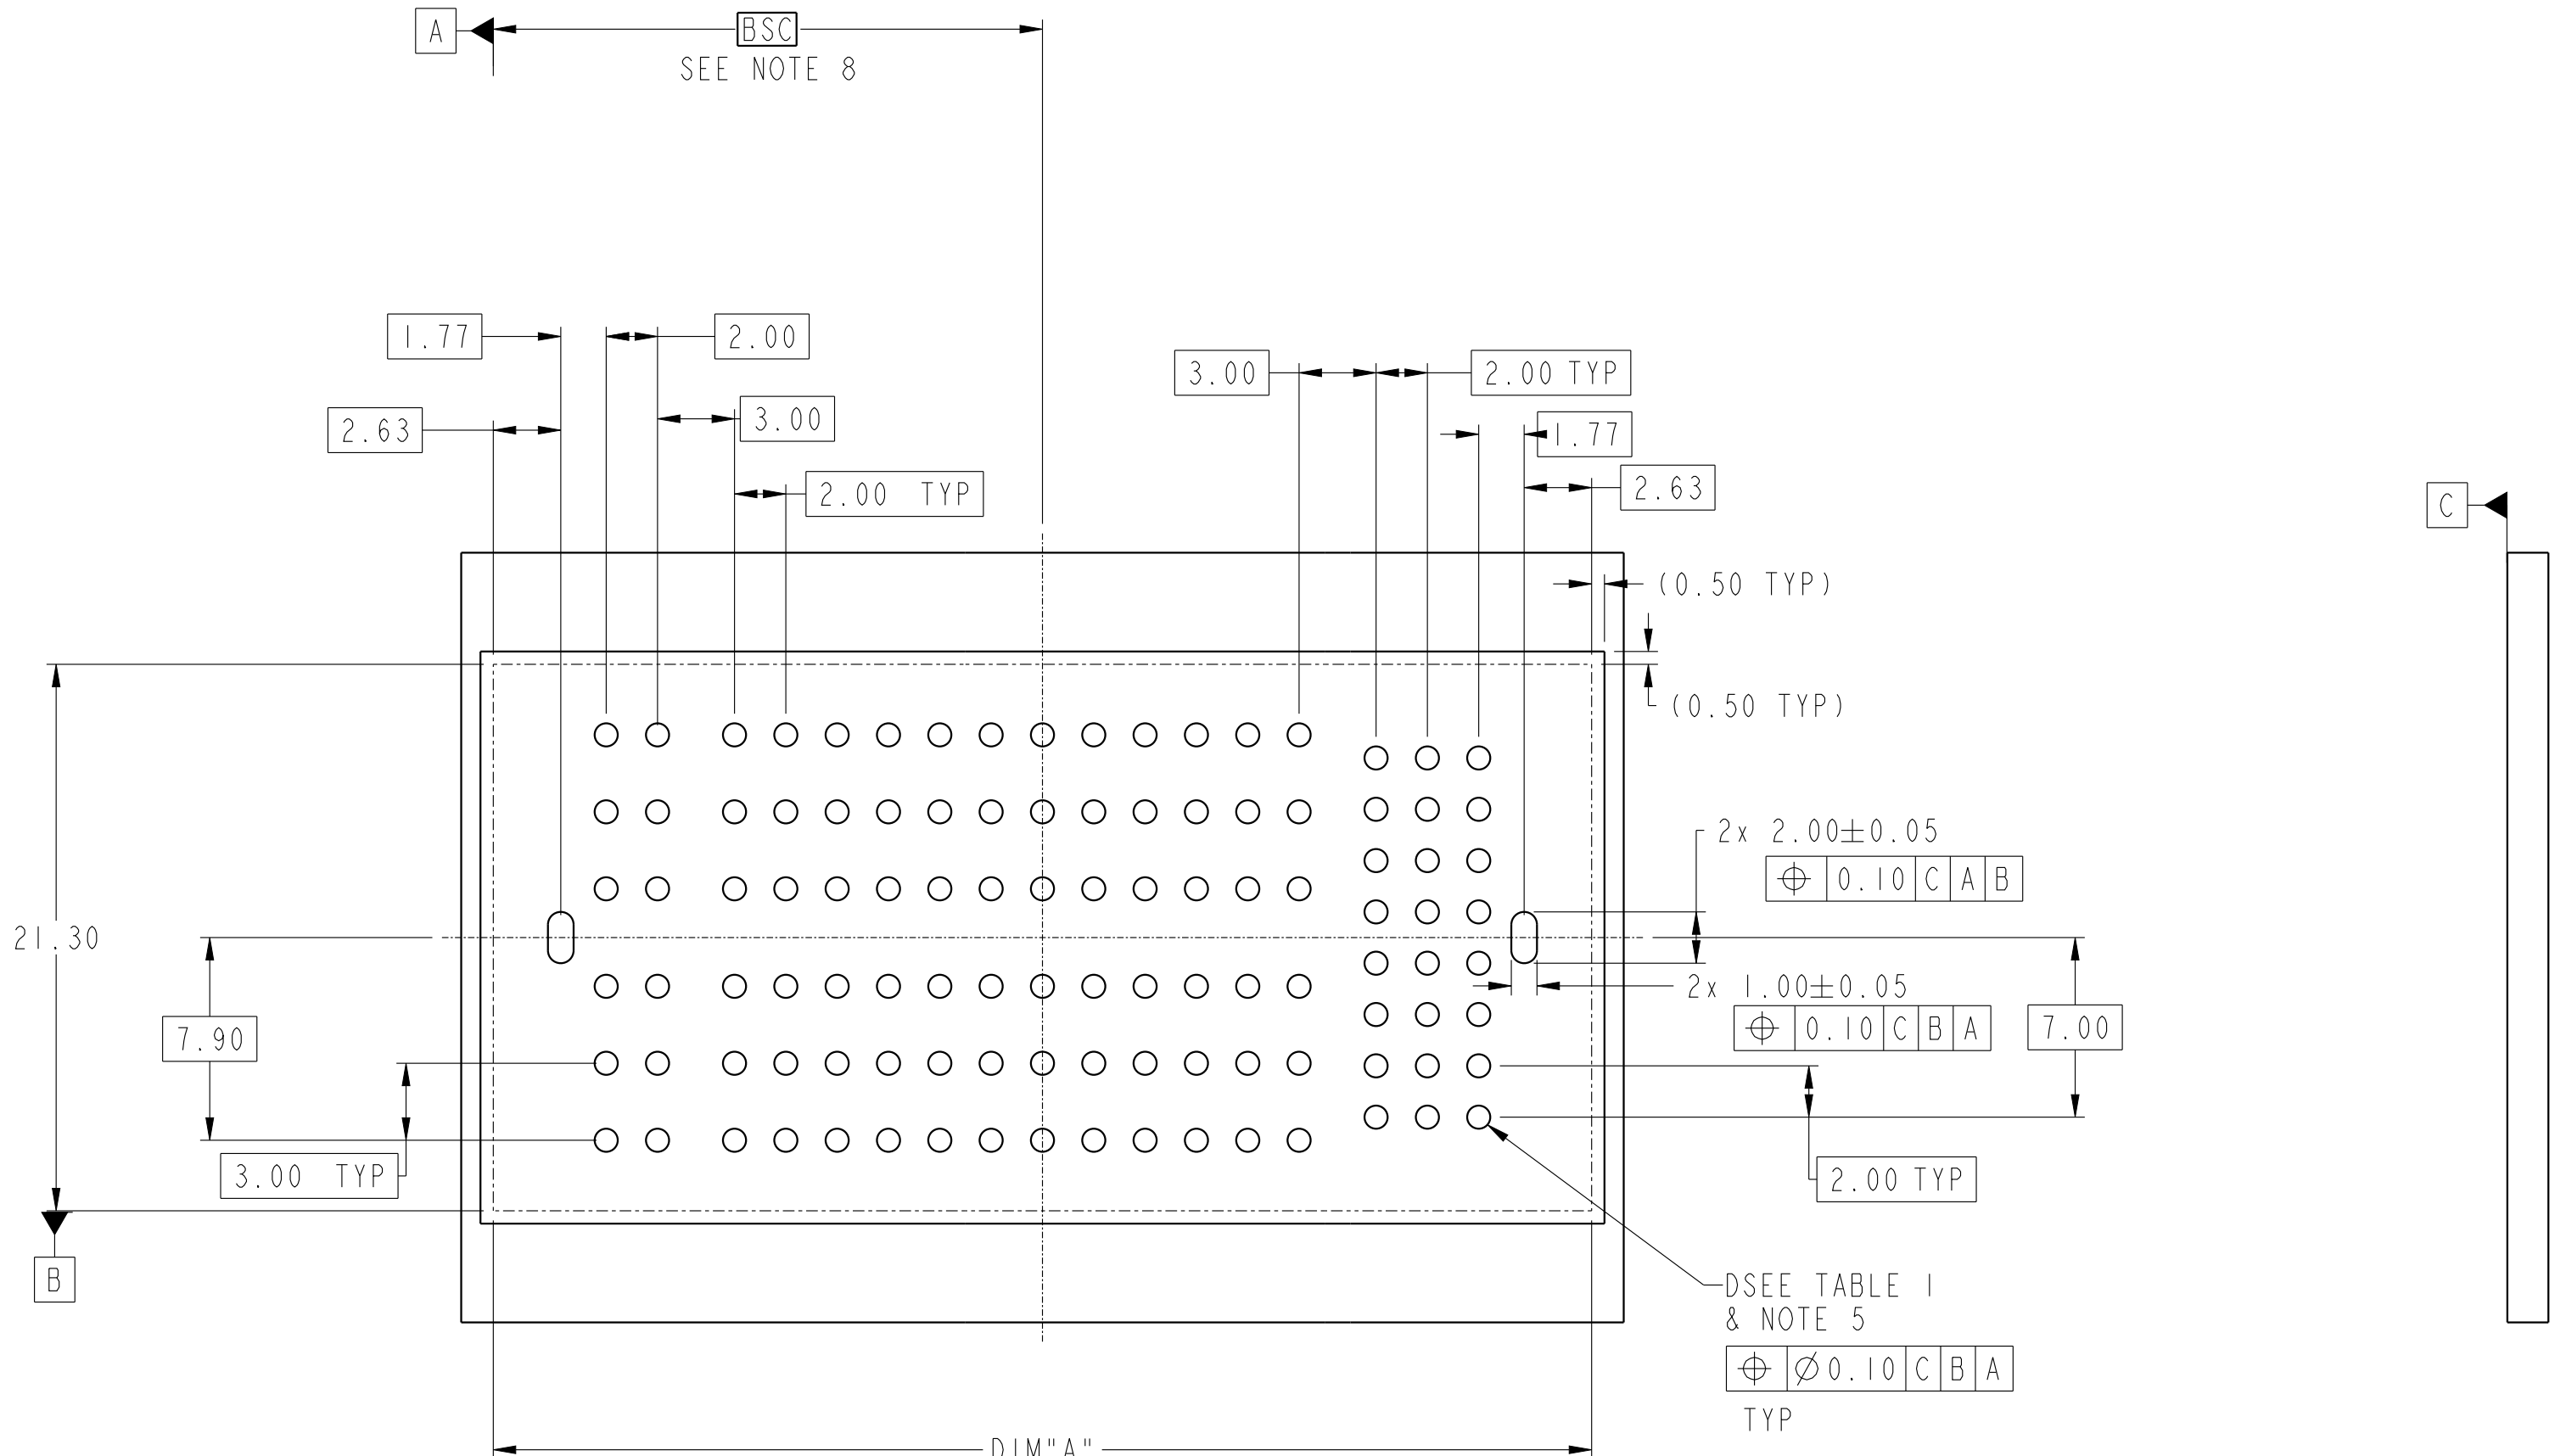 A
BSC
SEE NOTE 8
1.77
2.00
3.00
2.00 TYP
2.63
3.00
1.77
2.00 TYP
2.63
C
(0.50 TYP)
(0.50 TYP)
2x 2.00±0.05
⌖ 0.10 C A B
21.30
2x 1.00±0.05
⌖ 0.10 C B A
7.00
7.90
3.00 TYP
2.00 TYP
B
DSEE TABLE 1
& NOTE 5
⌖ ∅0.10 C B A
TYP
DIM"A"